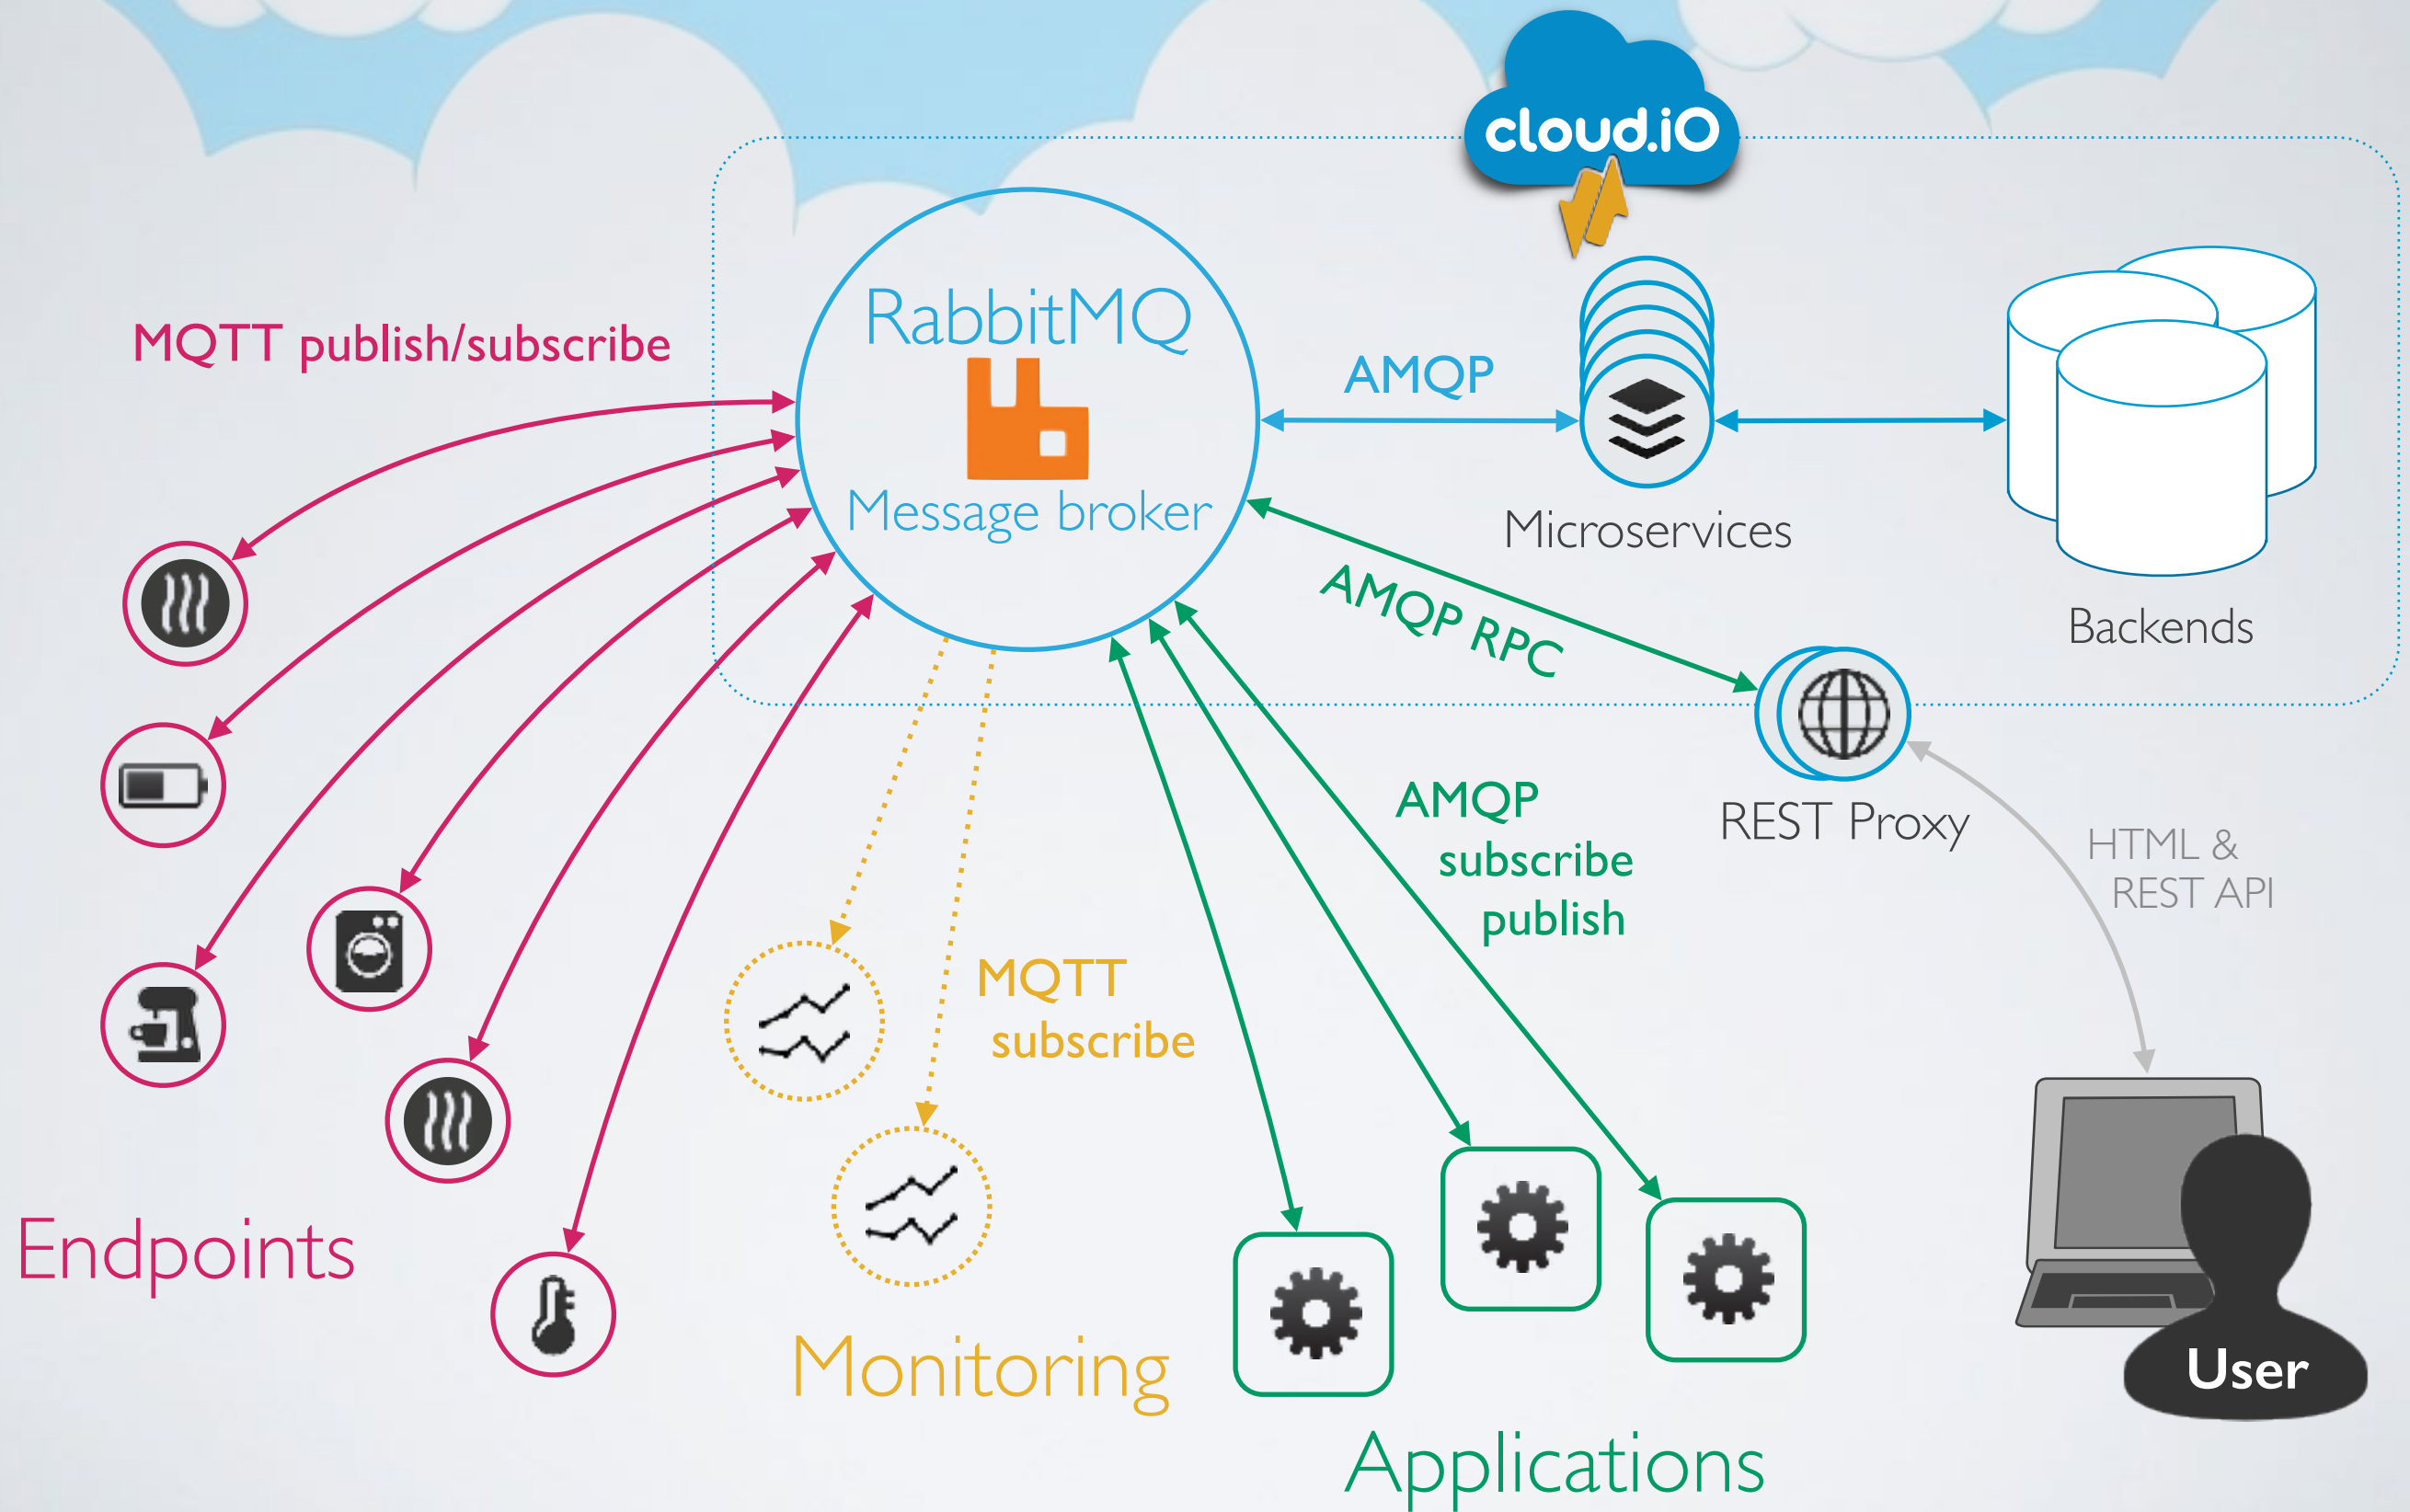 cloud.iO
RabbitMQ
Message broker
MQTT publish/subscribe
AMQP
Microservices
Backends
AMQP RPC
REST Proxy
HTML &
REST API
AMQP
subscribe
publish
MQTT
subscribe
Endpoints
Monitoring
Applications
User